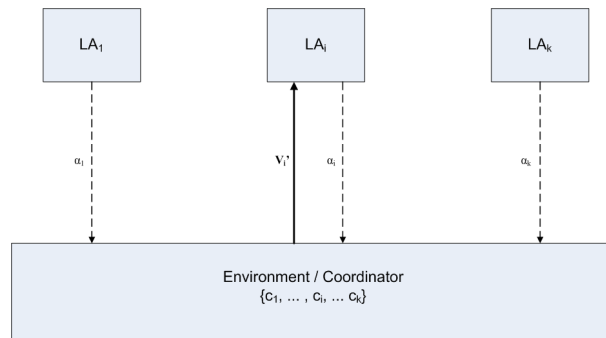 LA₁
LAᵢ
LAₖ
α₁
Vᵢ'
αᵢ
αₖ
Environment / Coordinator
{c₁, ... , cᵢ, ... cₖ}